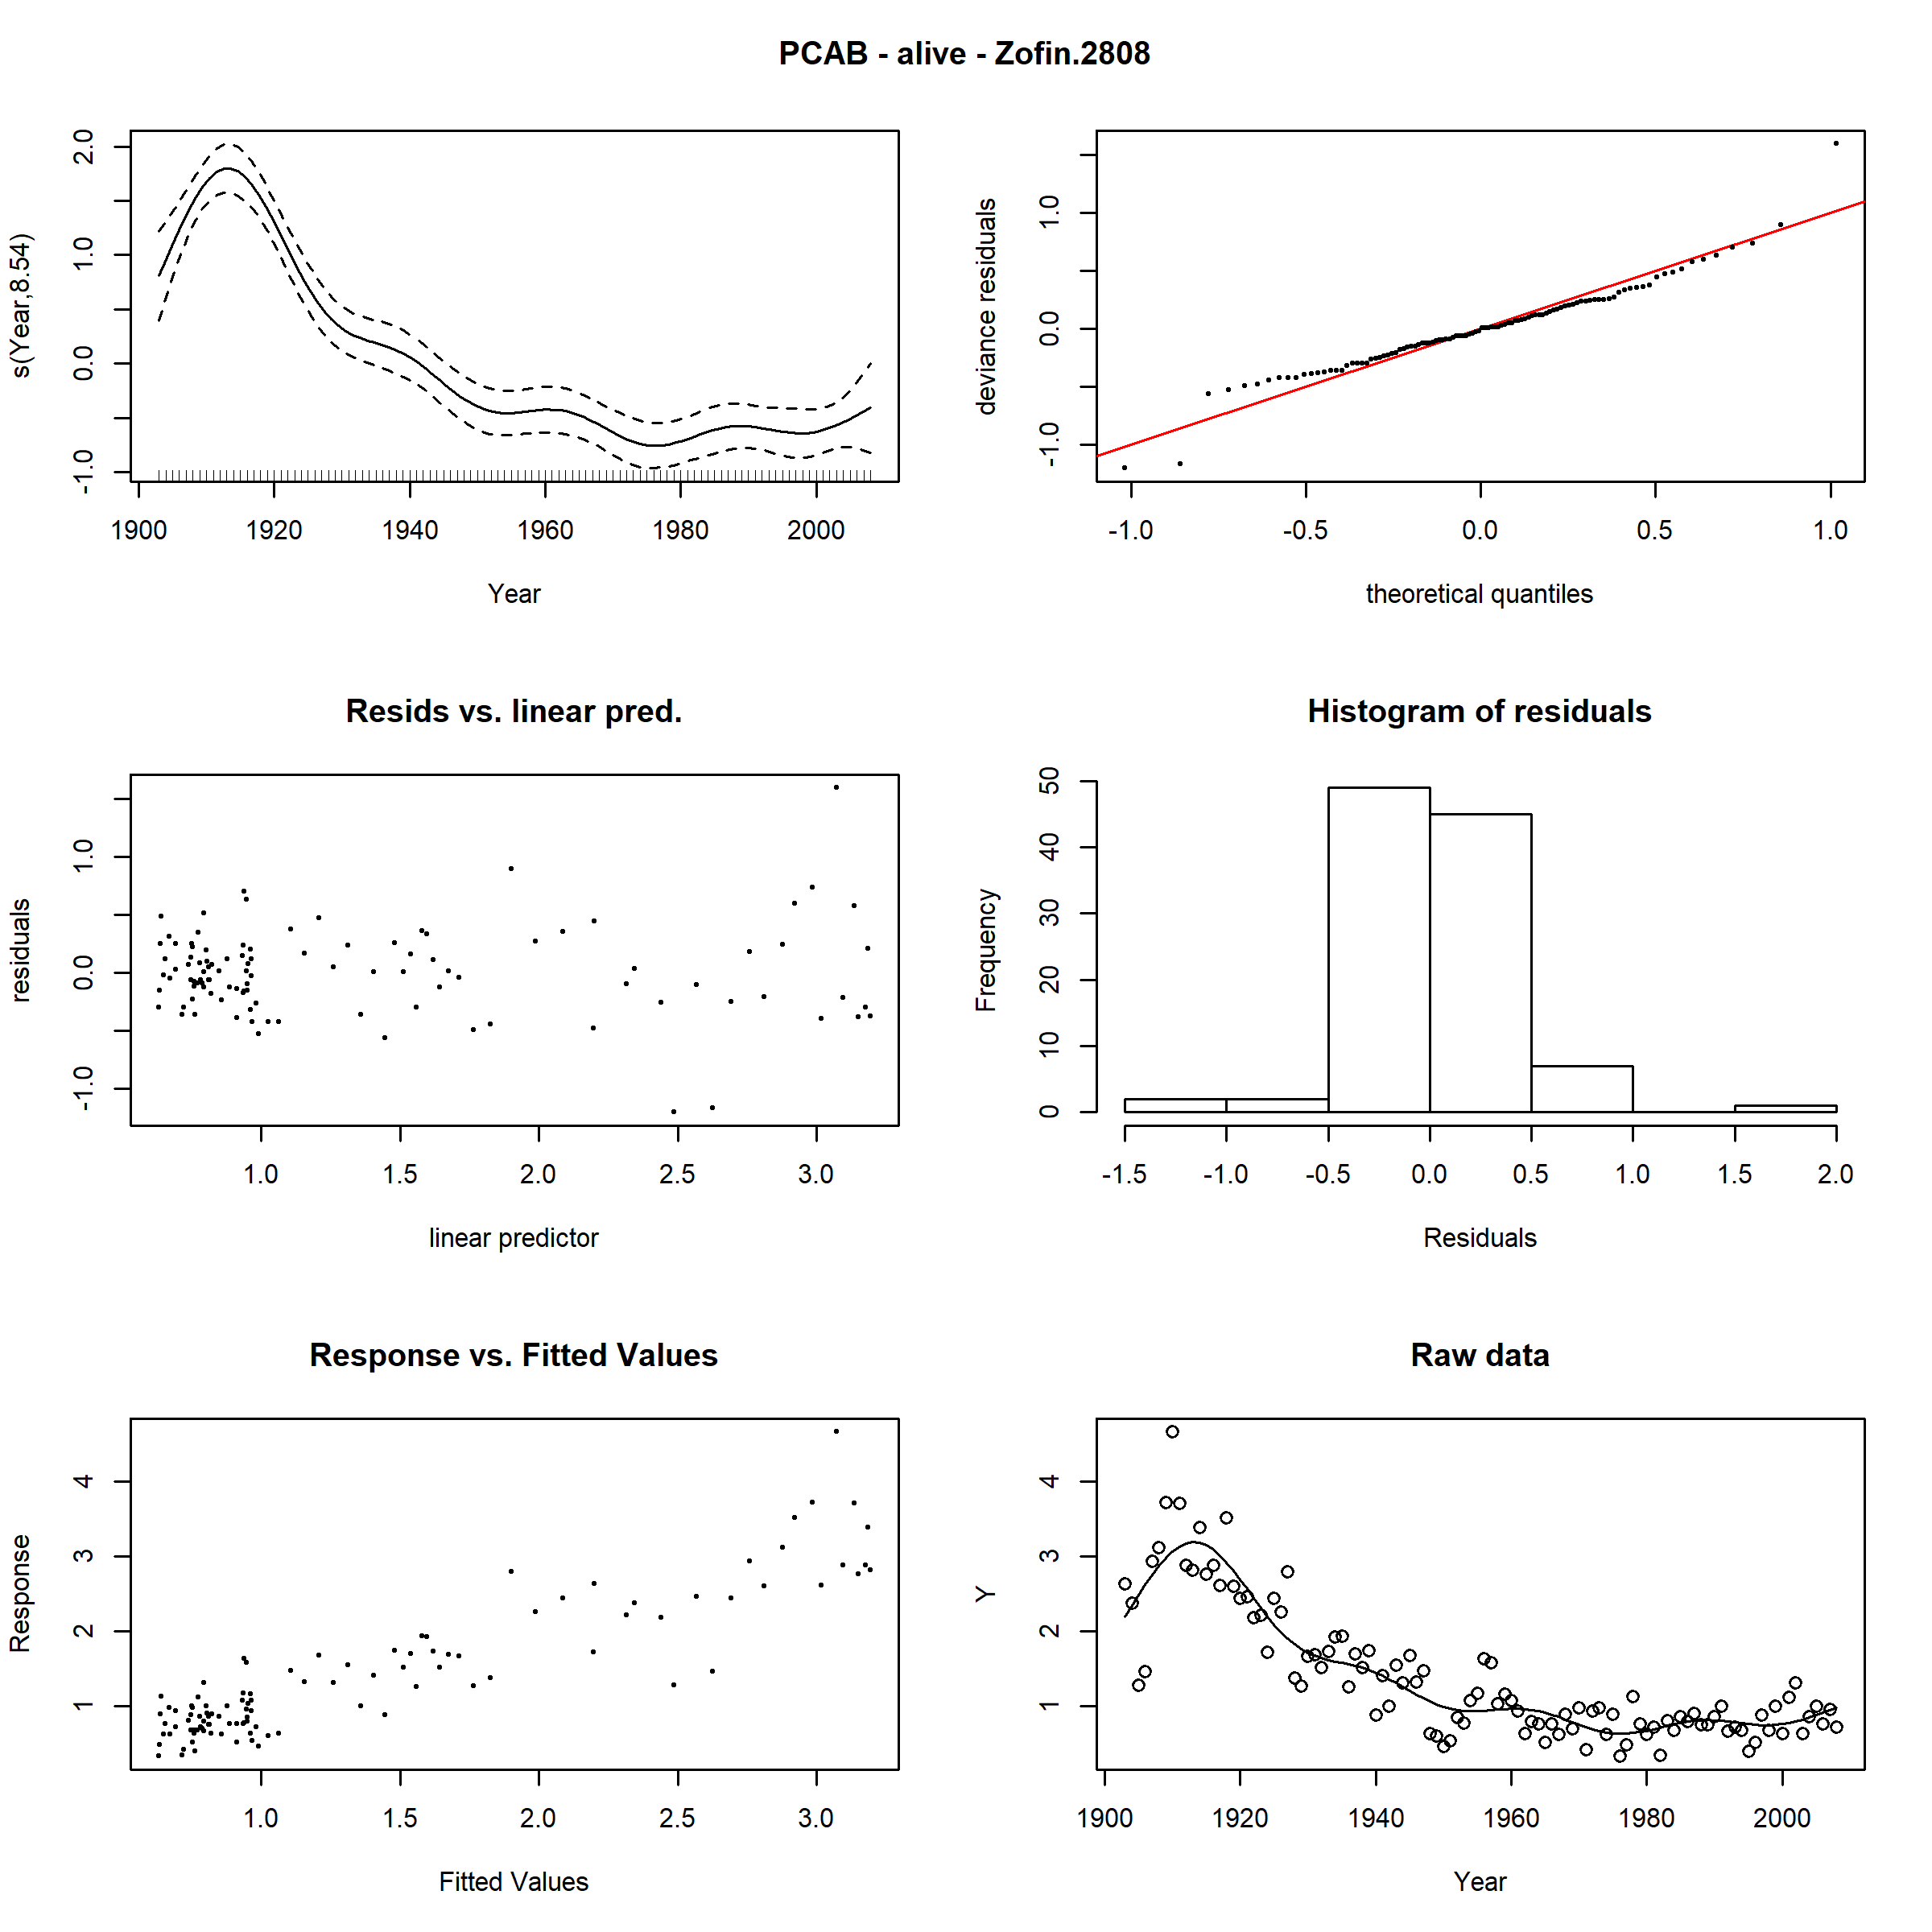 PCAB - alive - Zofin.2808
s(Year,8.54)
-1.0 0.0 1.0 2.0
1900 1920 1940 1960 1980 2000
Year
deviance residuals
-1.0 0.0 1.0
-1.0 -0.5 0.0 0.5 1.0
theoretical quantiles
Resids vs. linear pred.
residuals
-1.0 0.0 1.0
1.0 1.5 2.0 2.5 3.0
linear predictor
Histogram of residuals
Frequency
0 10 20 30 40 50
-1.5 -1.0 -0.5 0.0 0.5 1.0 1.5 2.0
Residuals
Response vs. Fitted Values
Response
1 2 3 4
1.0 1.5 2.0 2.5 3.0
Fitted Values
Raw data
Y
1 2 3 4
1900 1920 1940 1960 1980 2000
Year